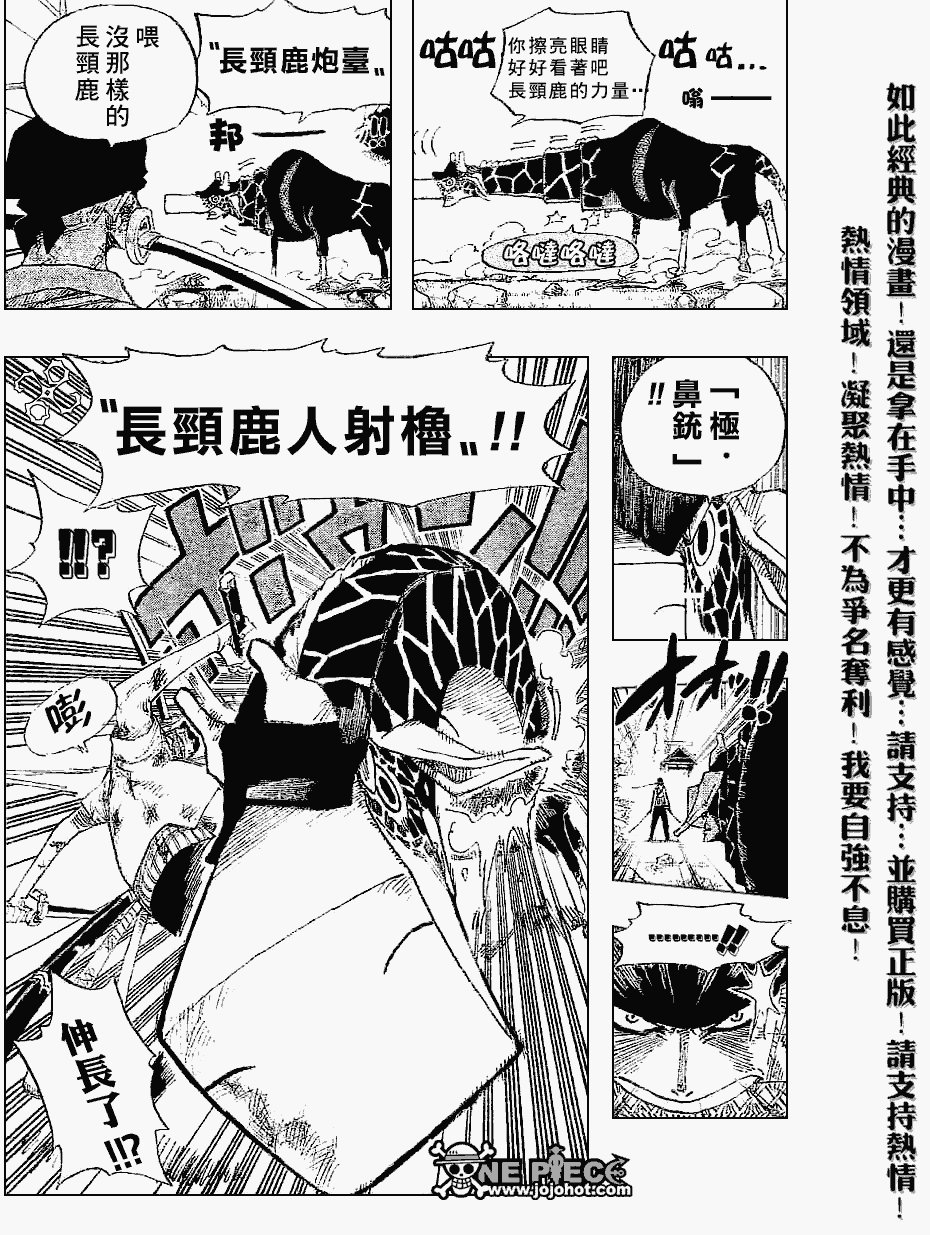 你擦亮眼睛
好好看著吧
長頸鹿的力量…
咕咕
咕咕…
嗡——
咯噠咯噠
〝長頸鹿炮臺〞
喂
沒那樣的
長頸鹿
邦——
「極·
鼻銃」
!!
オオッ!!
………!!
〝長頸鹿人射櫓〞!!
!!?
嘭
伸長了!!?
如此經典的漫畫！還是拿在手中…才更有感覺…請支持…並購買正版！請支持熱情！
熱情領域！凝聚熱情！不為爭名奪利！我要自強不息！
ONE PIECE
www.jojohot.com